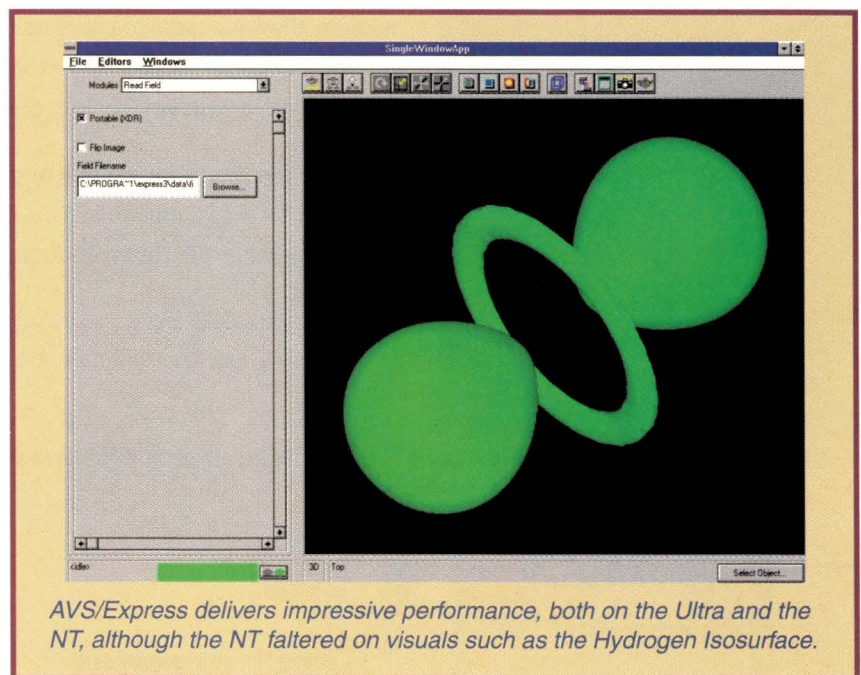 SingleWindowApp
File Editors Windows
Modules Read Field
Portable (XDR)
Flip Image
Field Filename
C:\PROGRA~1\express3\data\fi Browse...
<idle> 3D Top Select Object...
AVS/Express delivers impressive performance, both on the Ultra and the
NT, although the NT faltered on visuals such as the Hydrogen Isosurface.